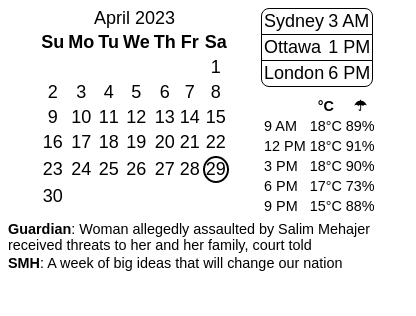 April 2023
Su Mo Tu We Th Fr Sa
1
2 3 4 5 6 7 8
9 10 11 12 13 14 15
16 17 18 19 20 21 22
23 24 25 26 27 28 29
30
Sydney 3 AM
Ottawa 1 PM
London 6 PM
°C ☂
9 AM 18°C 89%
12 PM 18°C 91%
3 PM 18°C 90%
6 PM 17°C 73%
9 PM 15°C 88%
Guardian: Woman allegedly assaulted by Salim Mehajer
received threats to her and her family, court told
SMH: A week of big ideas that will change our nation